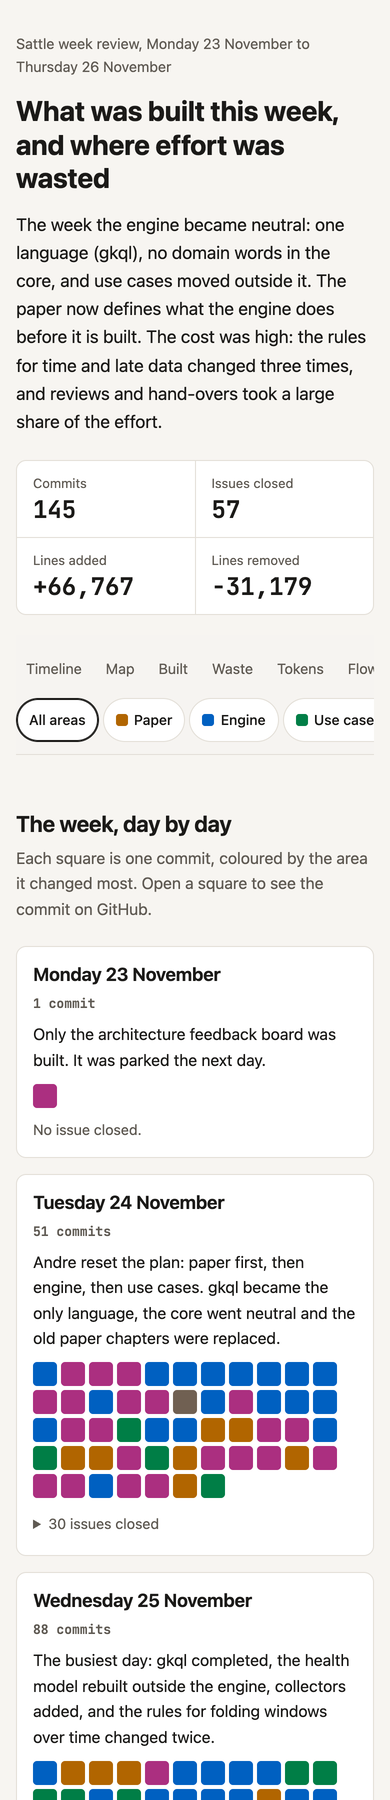 Sattle week review, Monday 23 November to
Thursday 26 November
What was built this week,
and where effort was
wasted
The week the engine became neutral: one
language (gkql), no domain words in the
core, and use cases moved outside it. The
paper now defines what the engine does
before it is built. The cost was high: the rules
for time and late data changed three times,
and reviews and hand-overs took a large
share of the effort.
Commits
145
Issues closed
57
Lines added
+66,767
Lines removed
-31,179
Timeline Map Built Waste Tokens Flow
All areas Paper Engine Use case
The week, day by day
Each square is one commit, coloured by the area
it changed most. Open a square to see the
commit on GitHub.
Monday 23 November
1 commit
Only the architecture feedback board was
built. It was parked the next day.
No issue closed.
Tuesday 24 November
51 commits
Andre reset the plan: paper first, then
engine, then use cases. gkql became the
only language, the core went neutral and the
old paper chapters were replaced.
30 issues closed
Wednesday 25 November
88 commits
The busiest day: gkql completed, the health
model rebuilt outside the engine, collectors
added, and the rules for folding windows
over time changed twice.